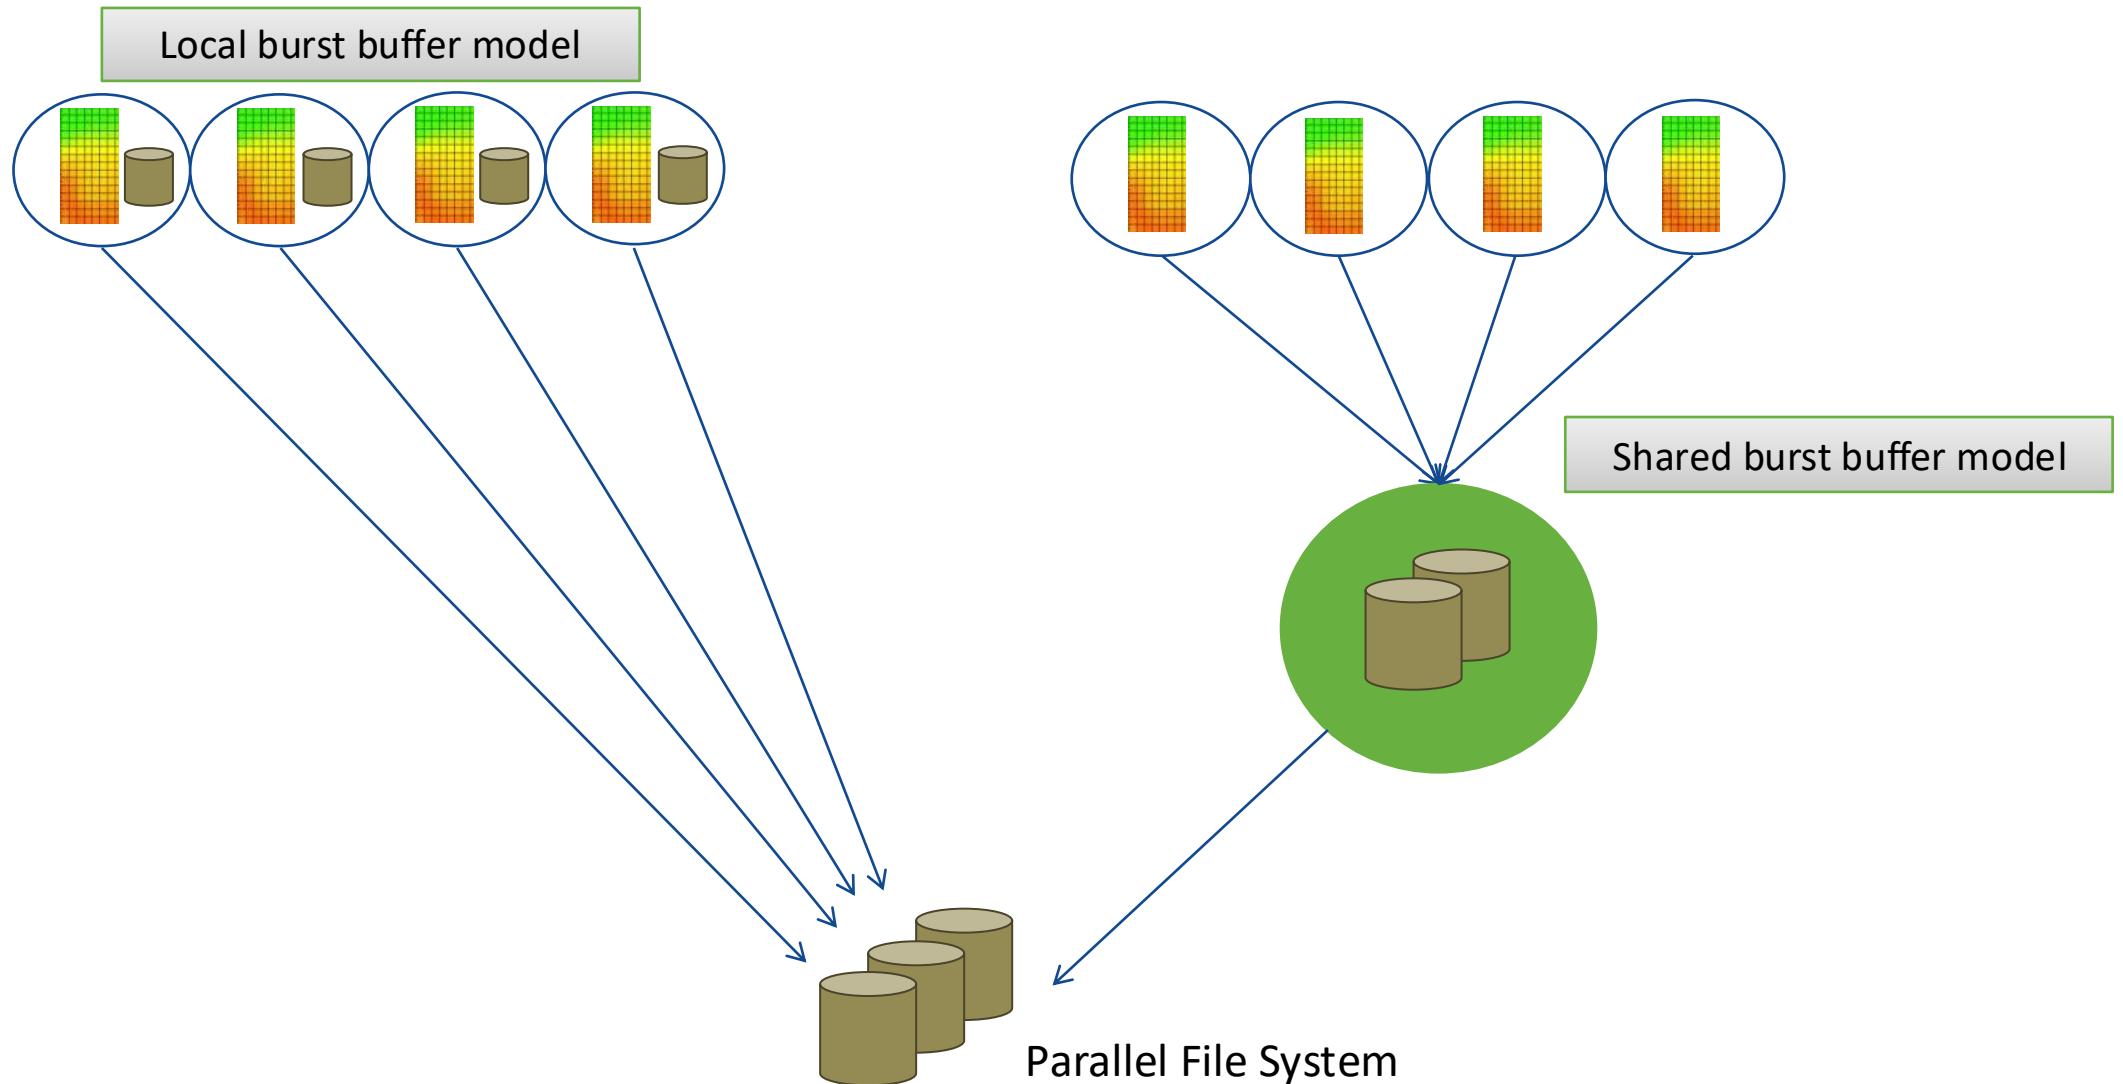 Local burst buffer model
Shared burst buffer model
Parallel File System